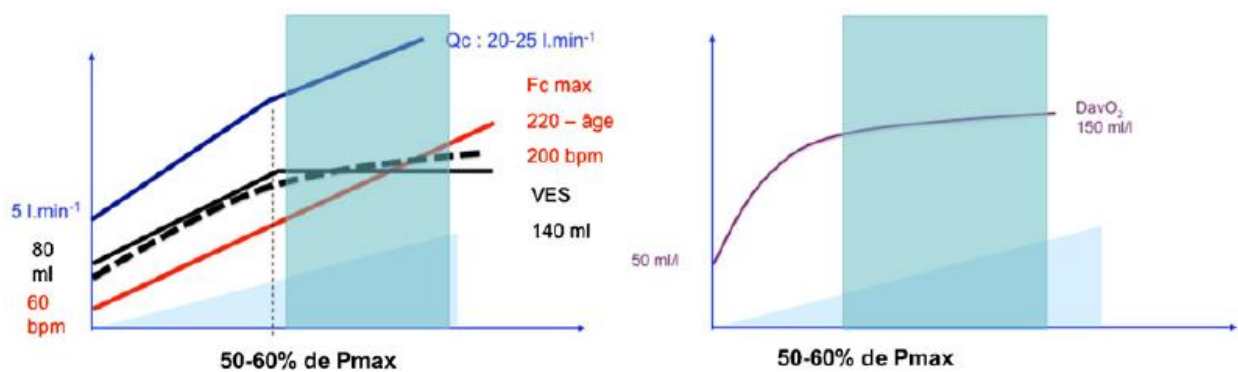 Qc : 20-25 l.min⁻¹
Fc max
220 – âge
200 bpm
VES
140 ml
5 l.min⁻¹
80
ml
60
bpm
50-60% de Pmax
DavO₂
150 ml/l
50 ml/l
50-60% de Pmax